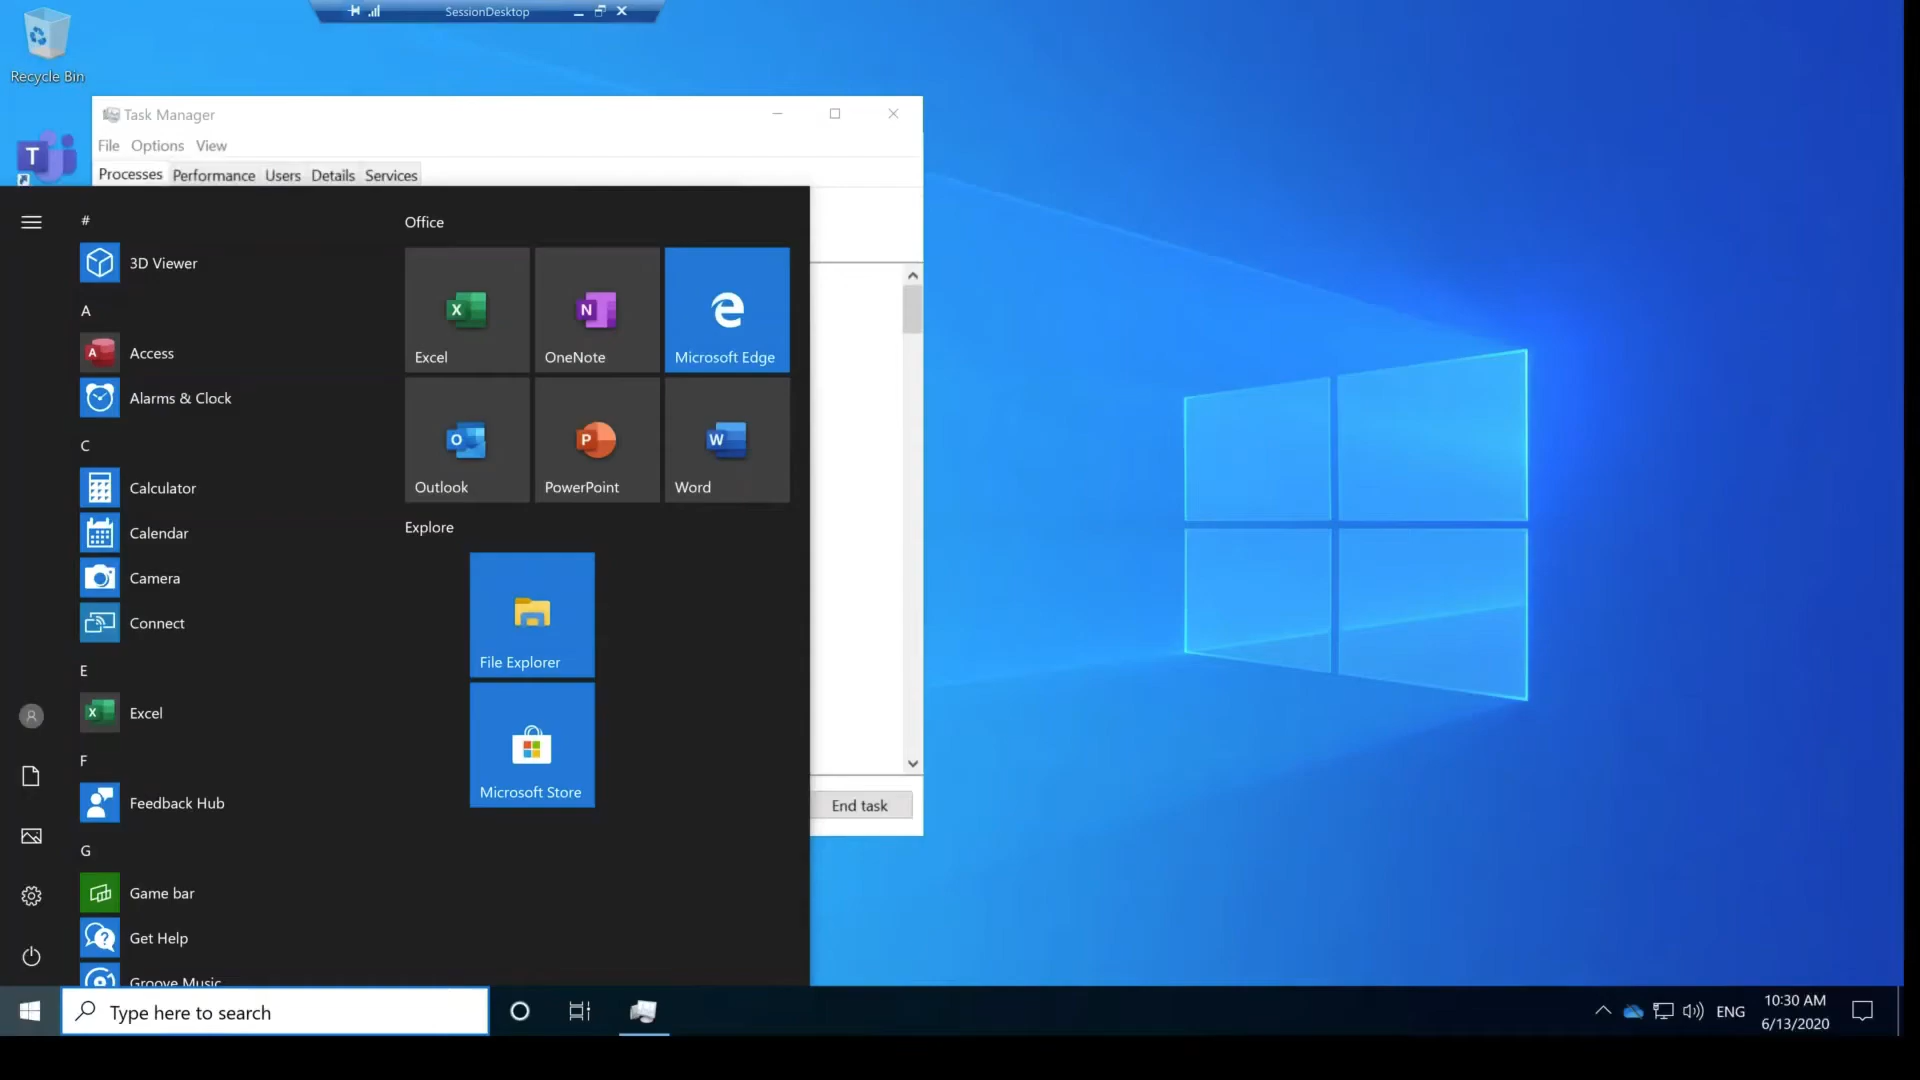 SessionDesktop
Recycle Bin
Task Manager
File Options View
T
Processes Performance Users Details Services
#
3D Viewer
A
Access
Alarms & Clock
C
Calculator
Calendar
Camera
Connect
E
Excel
F
Feedback Hub
G
Game bar
Get Help
Groove Music
Office
Excel
OneNote
Microsoft Edge
Outlook
PowerPoint
Word
Explore
File Explorer
Microsoft Store
End task
Type here to search
ENG
10:30 AM
6/13/2020